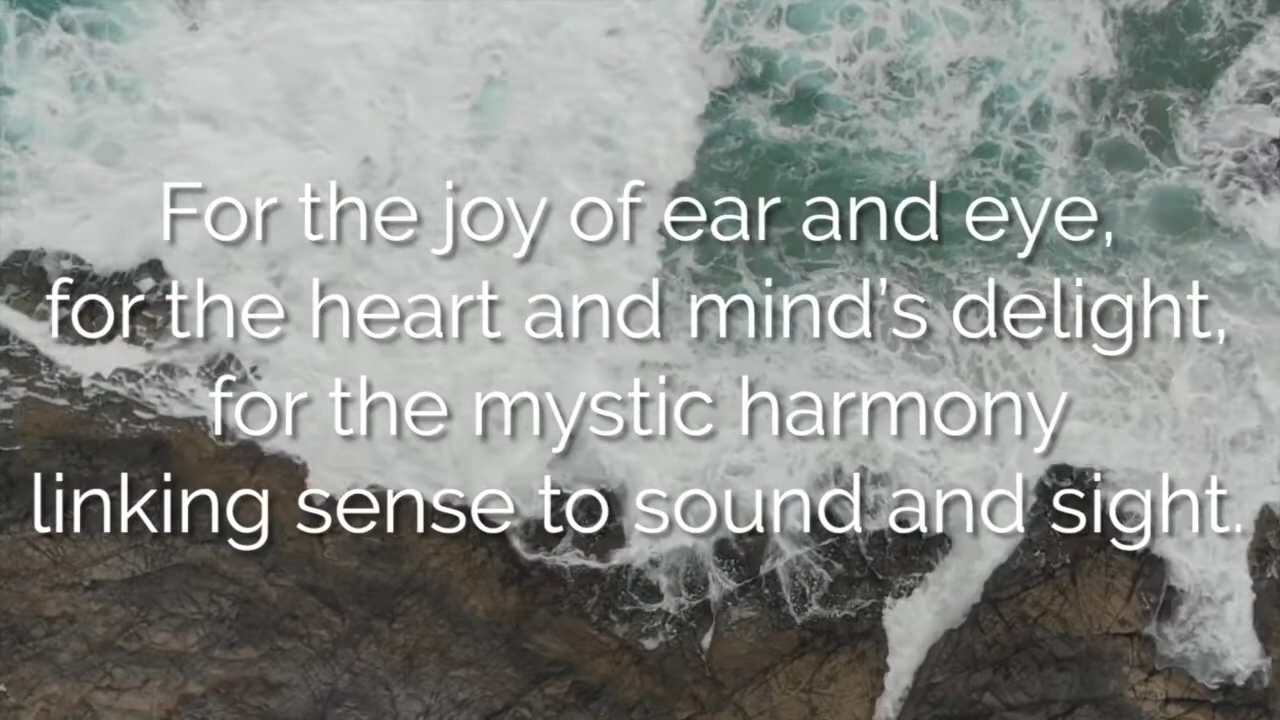 For the joy of ear and eye,
for the heart and mind’s delight,
for the mystic harmony
linking sense to sound and sight.